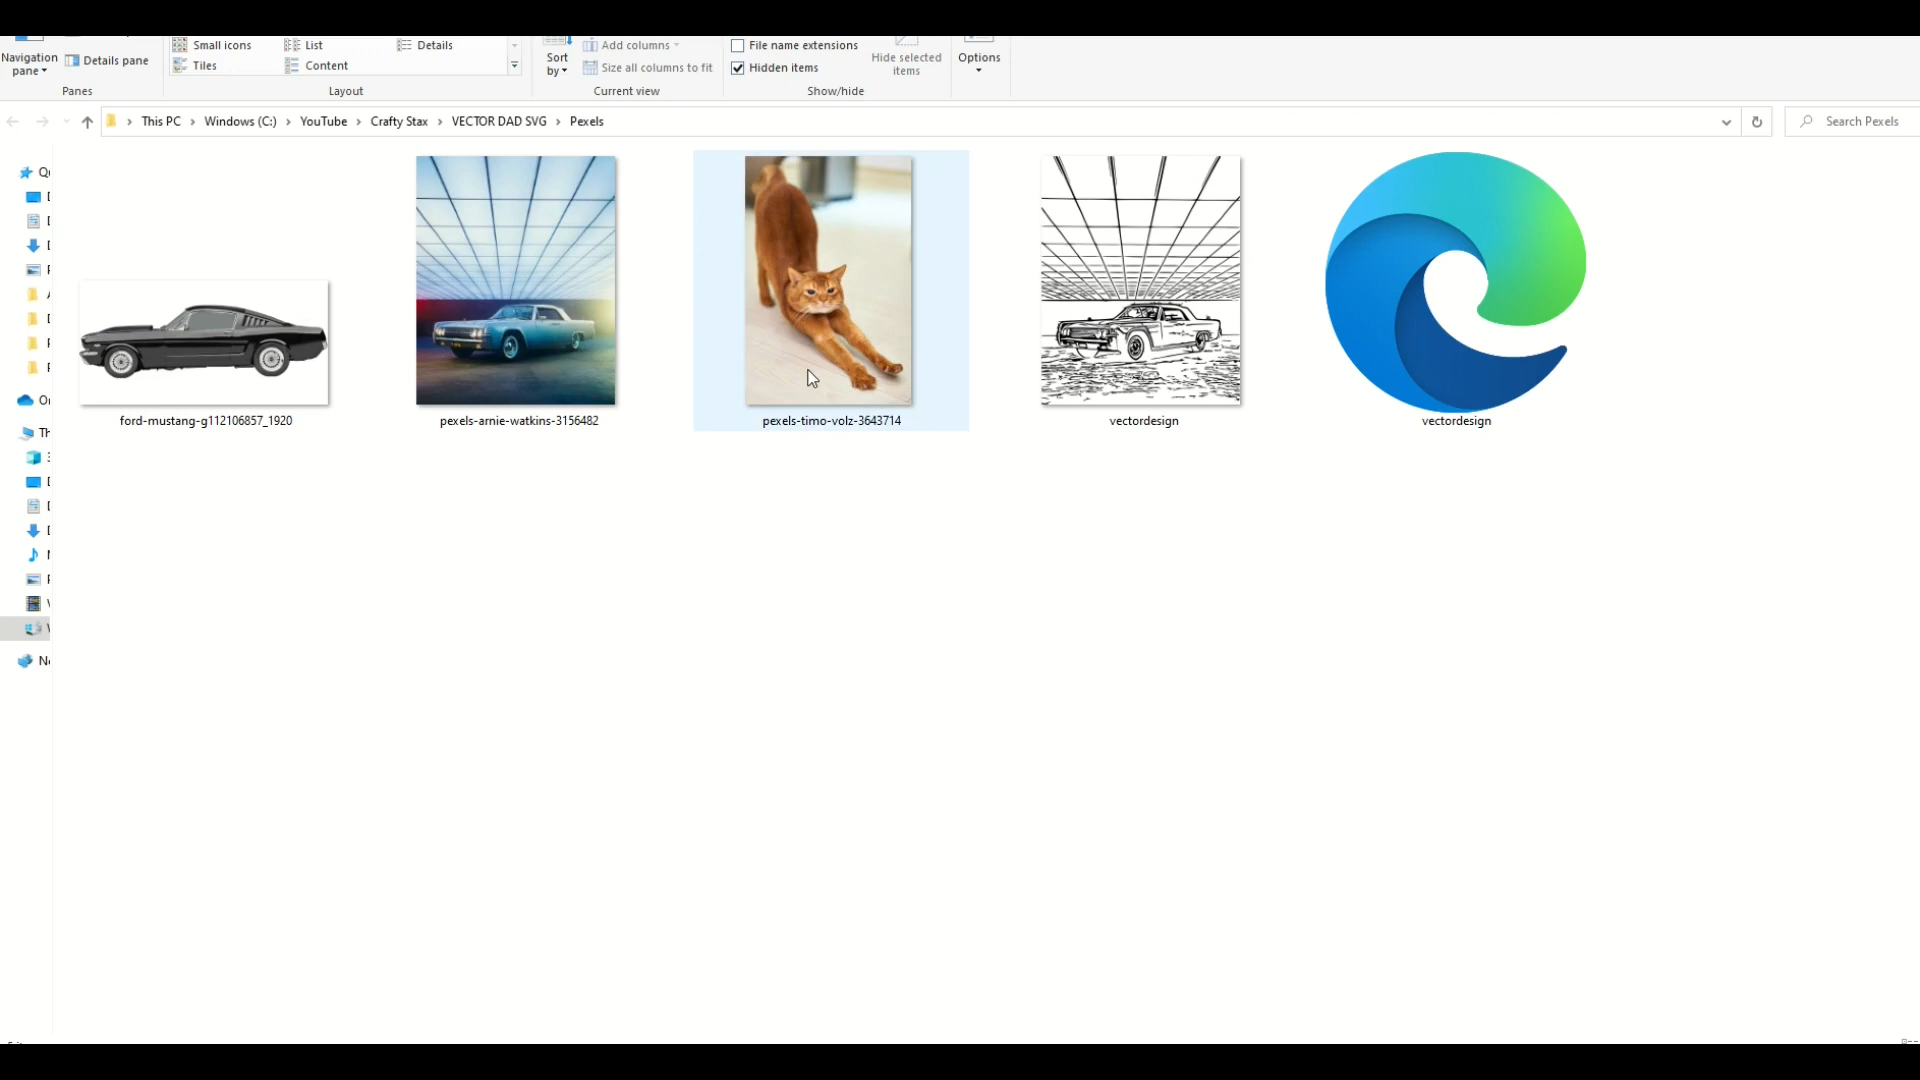 Small icons
List
Details
Add columns
File name extensions
Navigation pane
Details pane
Tiles
Content
Sort by
Size all columns to fit
Hidden items
Hide selected items
Options
Panes
Layout
Current view
Show/hide
This PC > Windows (C:) > YouTube > Crafty Stax > VECTOR DAD SVG > Pexels
Search Pexels
ford-mustang-g112106857_1920
pexels-arnie-watkins-3156482
pexels-timo-volz-3643714
vectordesign
vectordesign